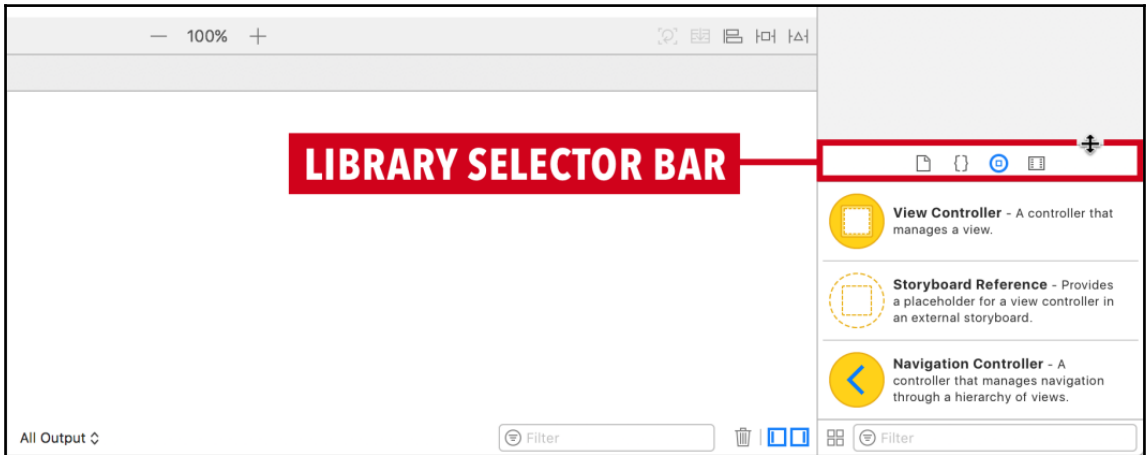 100%
LIBRARY SELECTOR BAR
{}
View Controller - A controller that
manages a view.
Storyboard Reference - Provides
a placeholder for a view controller in
an external storyboard.
Navigation Controller - A
controller that manages navigation
through a hierarchy of views.
All Output
Filter
Filter